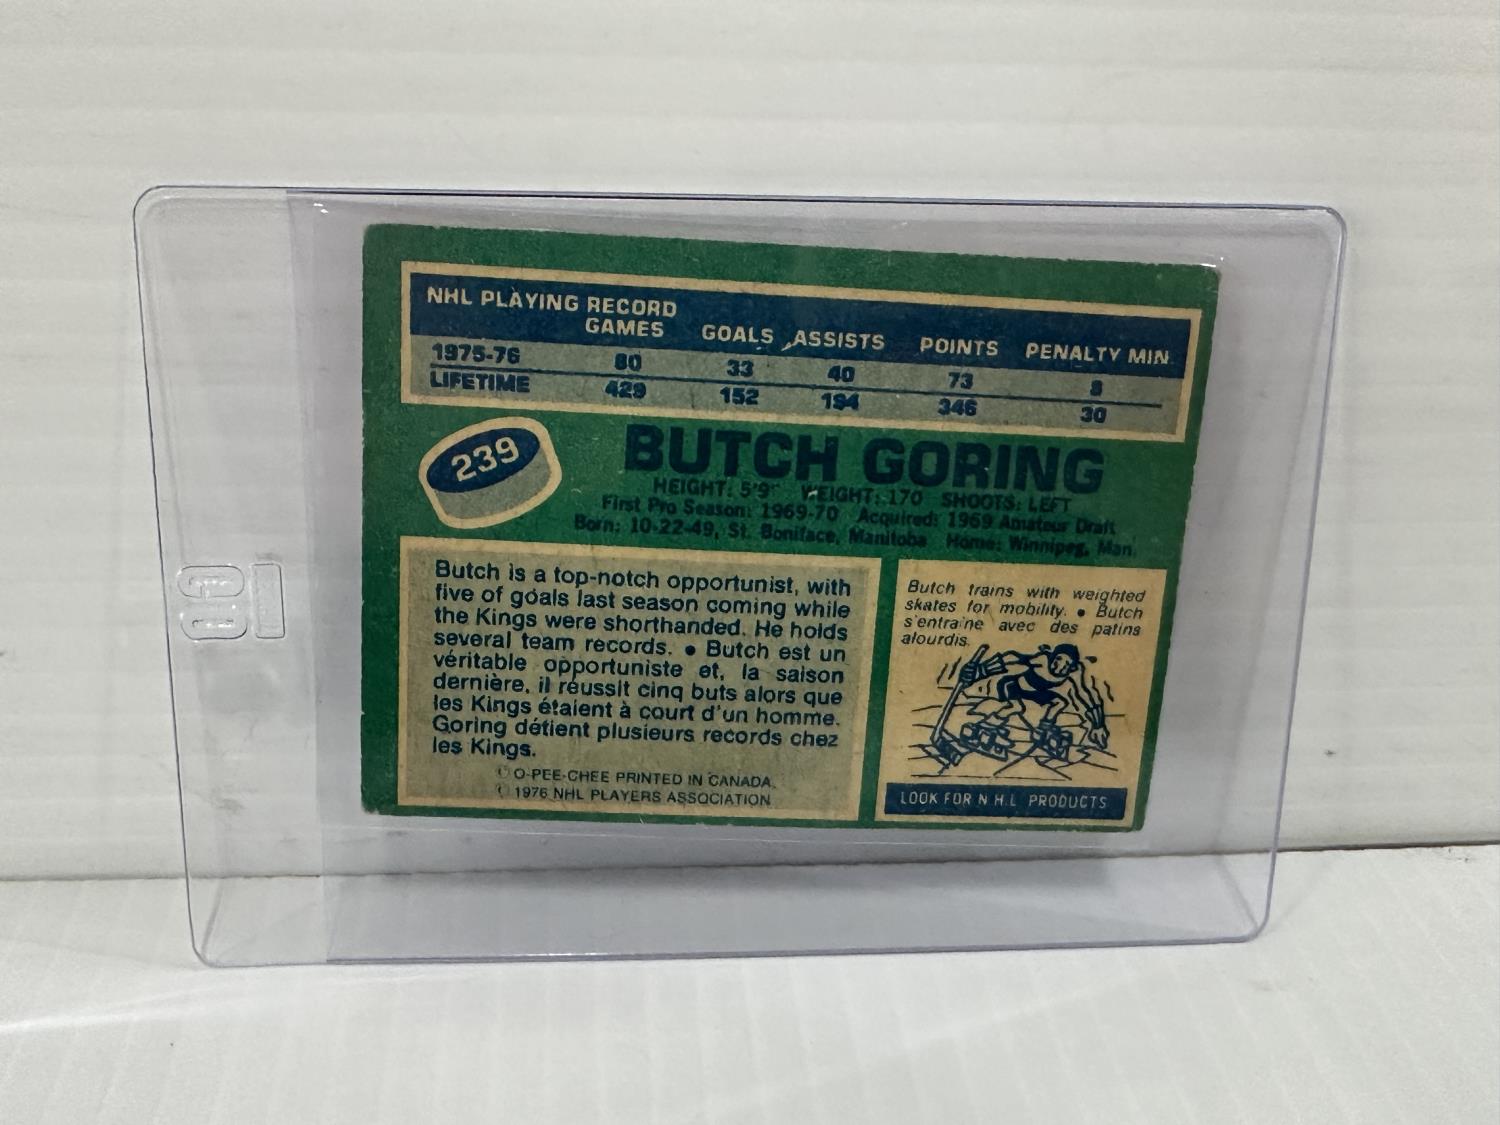 NHL PLAYING RECORD
GAMES GOALS ASSISTS POINTS PENALTY MIN.
1975-76 80 33 40 73 8
LIFETIME 429 152 194 346 30
239
BUTCH GORING
HEIGHT: 5'9" WEIGHT: 170 SHOOTS: LEFT
First Pro Season: 1969-70 Acquired: 1969 Amateur Draft
Born: 10-22-49, St. Boniface, Manitoba Home: Winnipeg, Man.
Butch is a top-notch opportunist, with
five of goals last season coming while
the Kings were shorthanded. He holds
several team records. • Butch est un
véritable opportuniste et, la saison
dernière, il réussit cinq buts alors que
les Kings étaient à court d'un homme.
Goring détient plusieurs records chez
les Kings.
© O-PEE-CHEE PRINTED IN CANADA
© 1976 NHL PLAYERS ASSOCIATION
Butch trains with weighted
skates for mobility. • Butch
s'entraîne avec des patins
alourdis.
LOOK FOR N.H.L. PRODUCTS